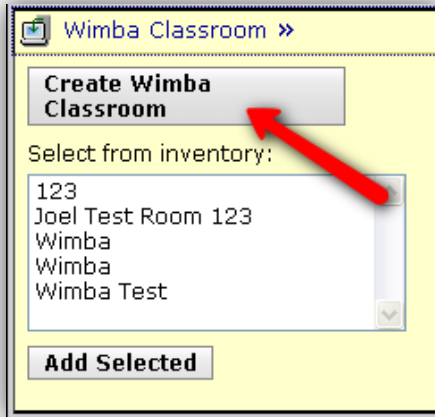 Wimba Classroom »
Create Wimba
Classroom
Select from inventory:
123
Joel Test Room 123
Wimba
Wimba
Wimba Test
Add Selected